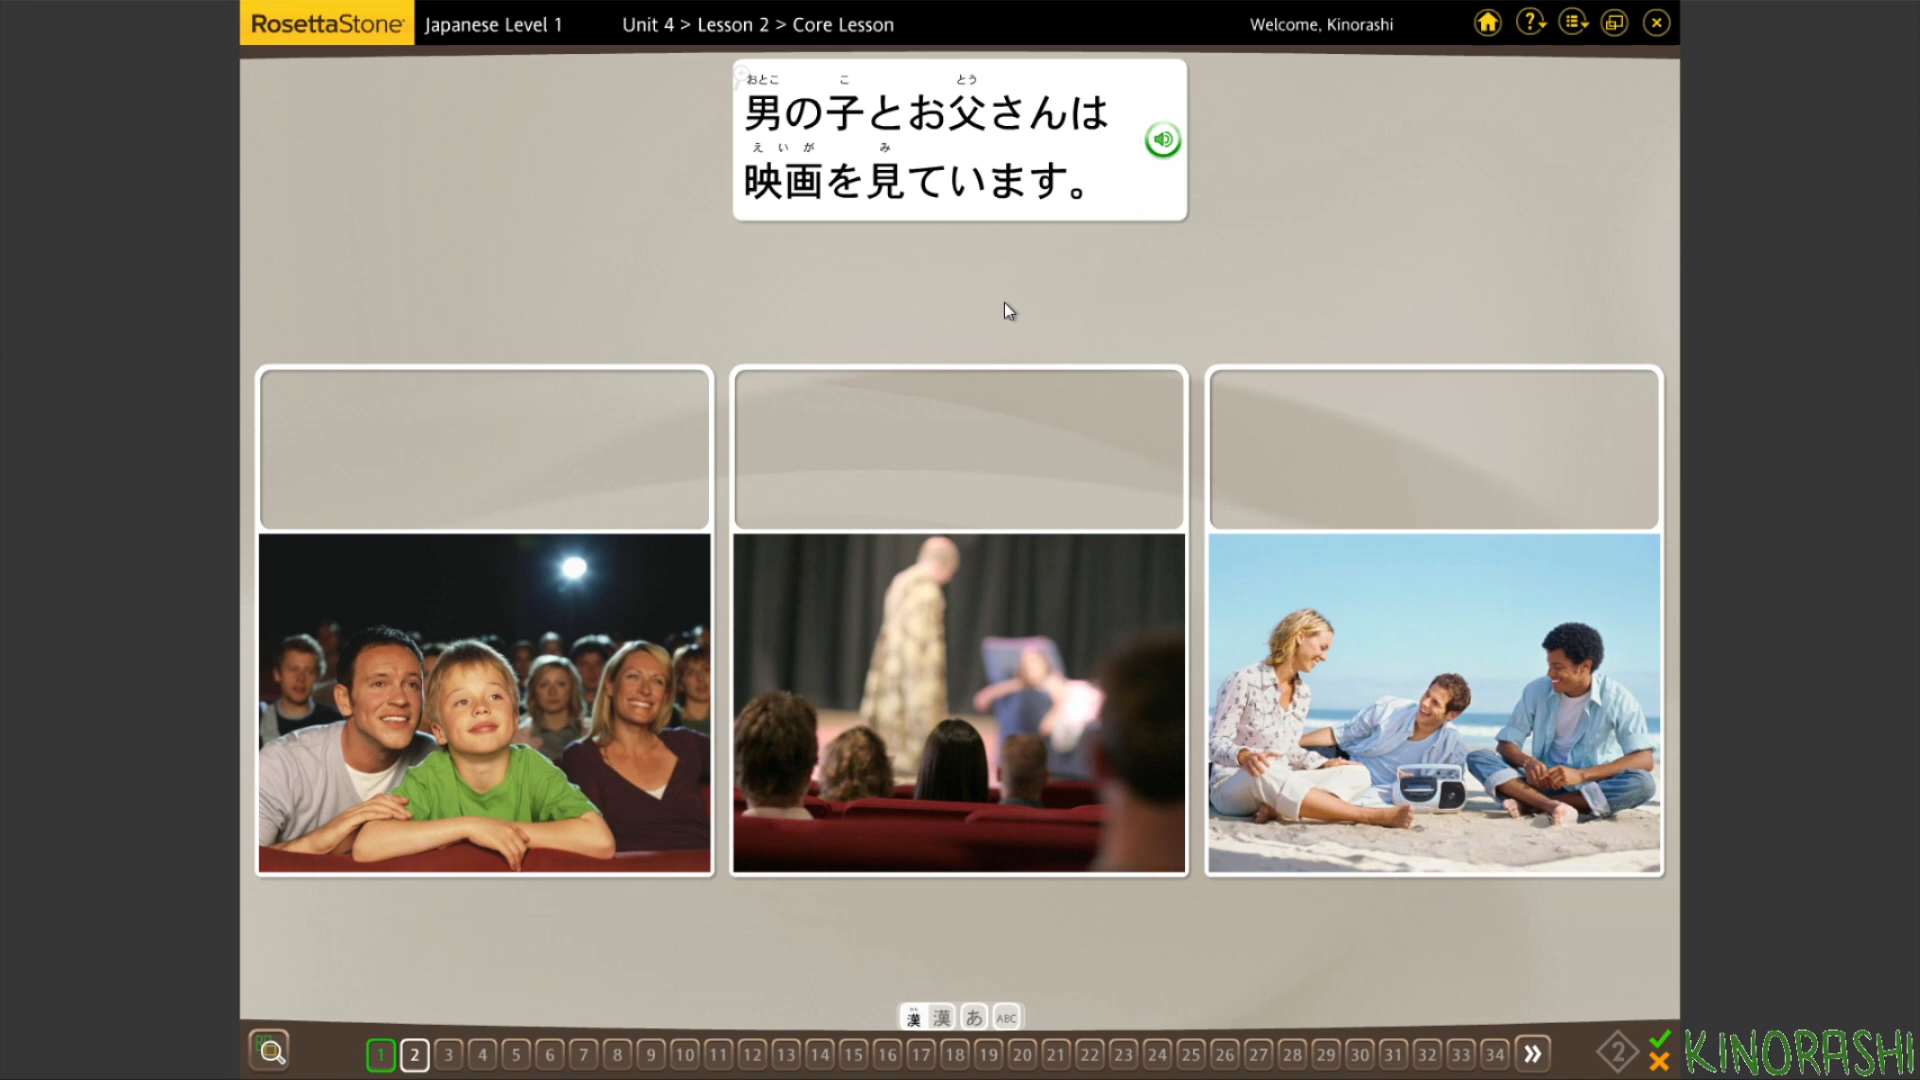 RosettaStone
Japanese Level 1
Unit 4 > Lesson 2 > Core Lesson
Welcome, Kinorashi
おとこ こ とう
男の子とお父さんは
えいが み
映画を見ています。
漢 漢 あ ABC
1 2 3 4 5 6 7 8 9 10 11 12 13 14 15 16 17 18 19 20 21 22 23 24 25 26 27 28 29 30 31 32 33 34
2
KINORASHI